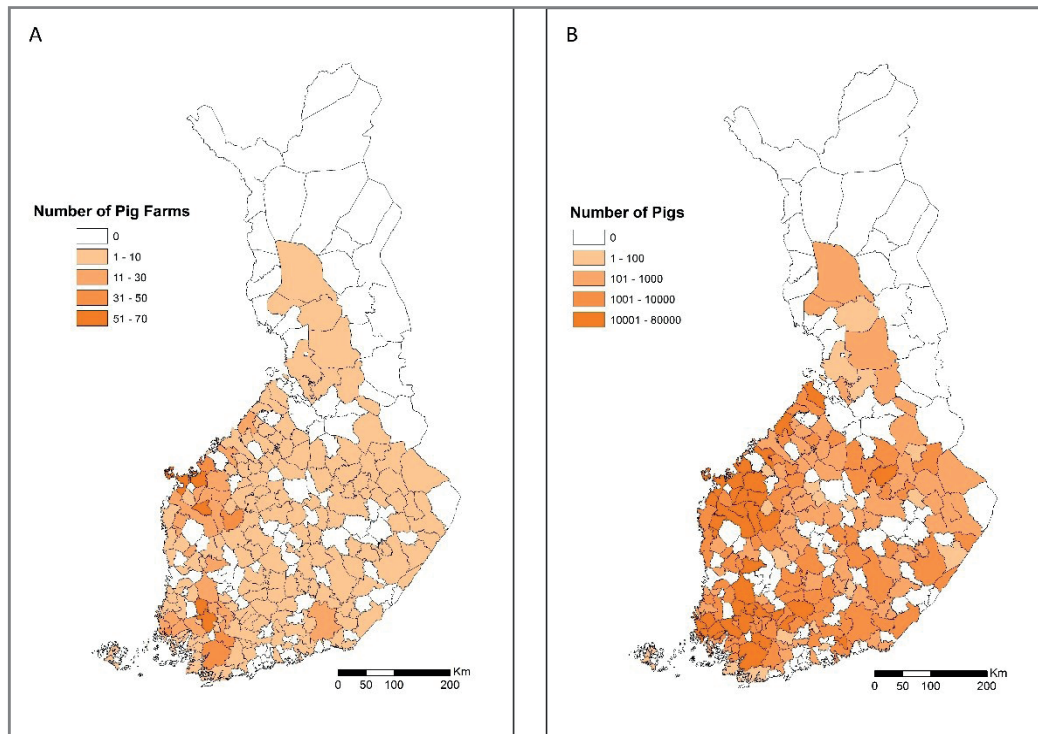 A
Number of Pig Farms
0
1 - 10
11 - 30
31 - 50
51 - 70
Km
0 50 100 200
B
Number of Pigs
0
1 - 100
101 - 1000
1001 - 10000
10001 - 80000
Km
0 50 100 200